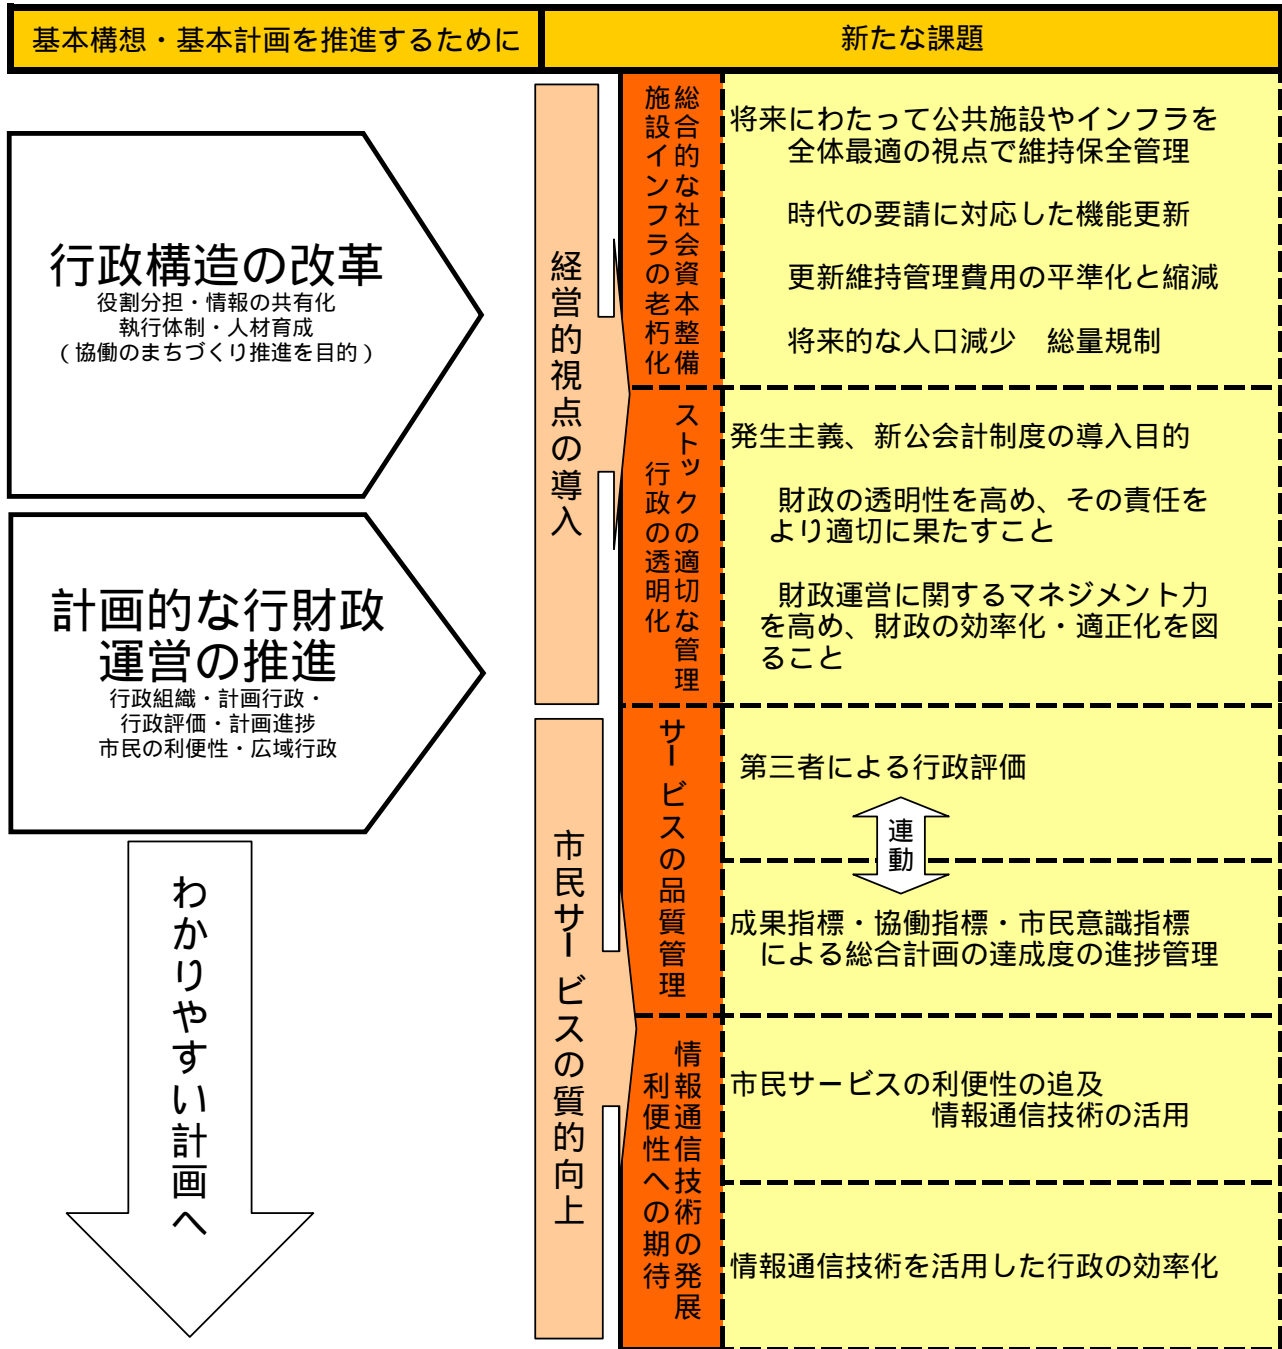 基本構想・基本計画を推進するために
新たな課題
行政構造の改革
役割分担・情報の共有化
執行体制・人材育成
（協働のまちづくり推進を目的）
計画的な行財政
運営の推進
行政組織・計画行政・
行政評価・計画進捗
市民の利便性・広域行政
わかりやすい計画へ
経営的視点の導入
市民サービスの質的向上
総合的な社会資本整備
施設インフラの老朽化
将来にわたって公共施設やインフラを
全体最適の視点で維持保全管理
時代の要請に対応した機能更新
更新維持管理費用の平準化と縮減
将来的な人口減少　総量規制
ストックの適切な管理
行政の透明化
発生主義、新公会計制度の導入目的
財政の透明性を高め、その責任を
より適切に果たすこと
財政運営に関するマネジメント力
を高め、財政の効率化・適正化を図
ること
サービスの品質管理
第三者による行政評価
連動
成果指標・協働指標・市民意識指標
による総合計画の達成度の進捗管理
情報通信技術の発展
利便性への期待
市民サービスの利便性の追及
情報通信技術の活用
情報通信技術を活用した行政の効率化